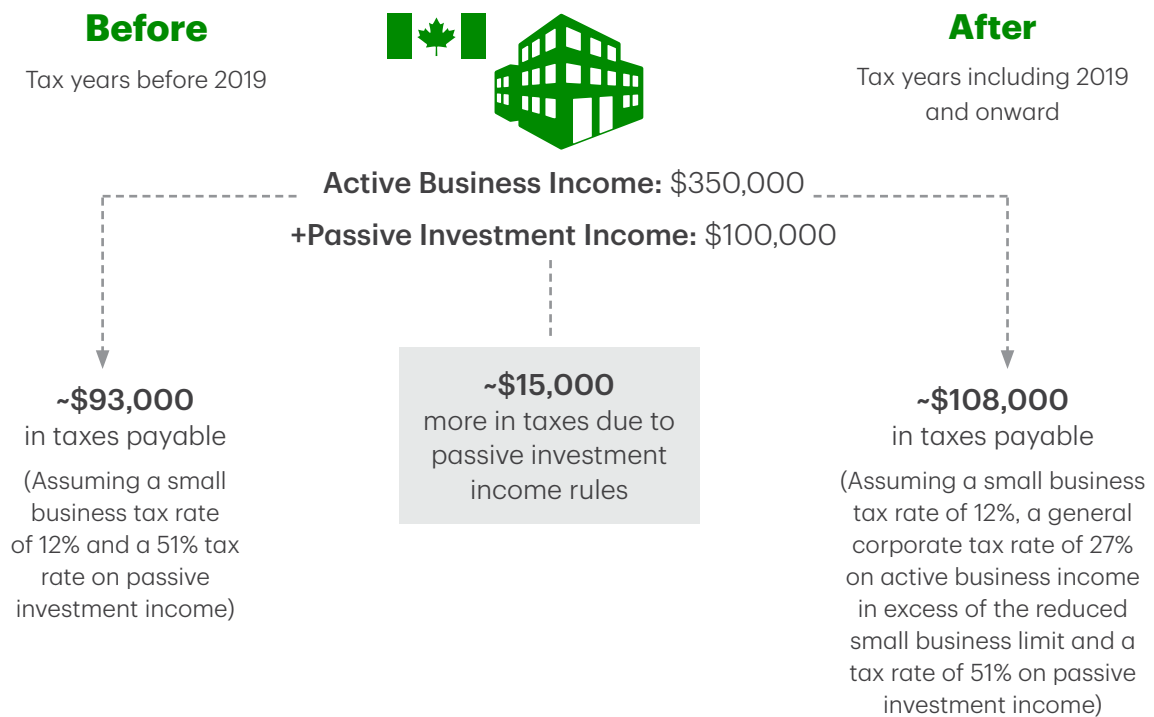 Before
Tax years before 2019
After
Tax years including 2019
and onward
Active Business Income: $350,000
+Passive Investment Income: $100,000
~$93,000
in taxes payable
(Assuming a small
business tax rate
of 12% and a 51% tax
rate on passive
investment income)
~$15,000
more in taxes due to
passive investment
income rules
~$108,000
in taxes payable
(Assuming a small business
tax rate of 12%, a general
corporate tax rate of 27%
on active business income
in excess of the reduced
small business limit and a
tax rate of 51% on passive
investment income)